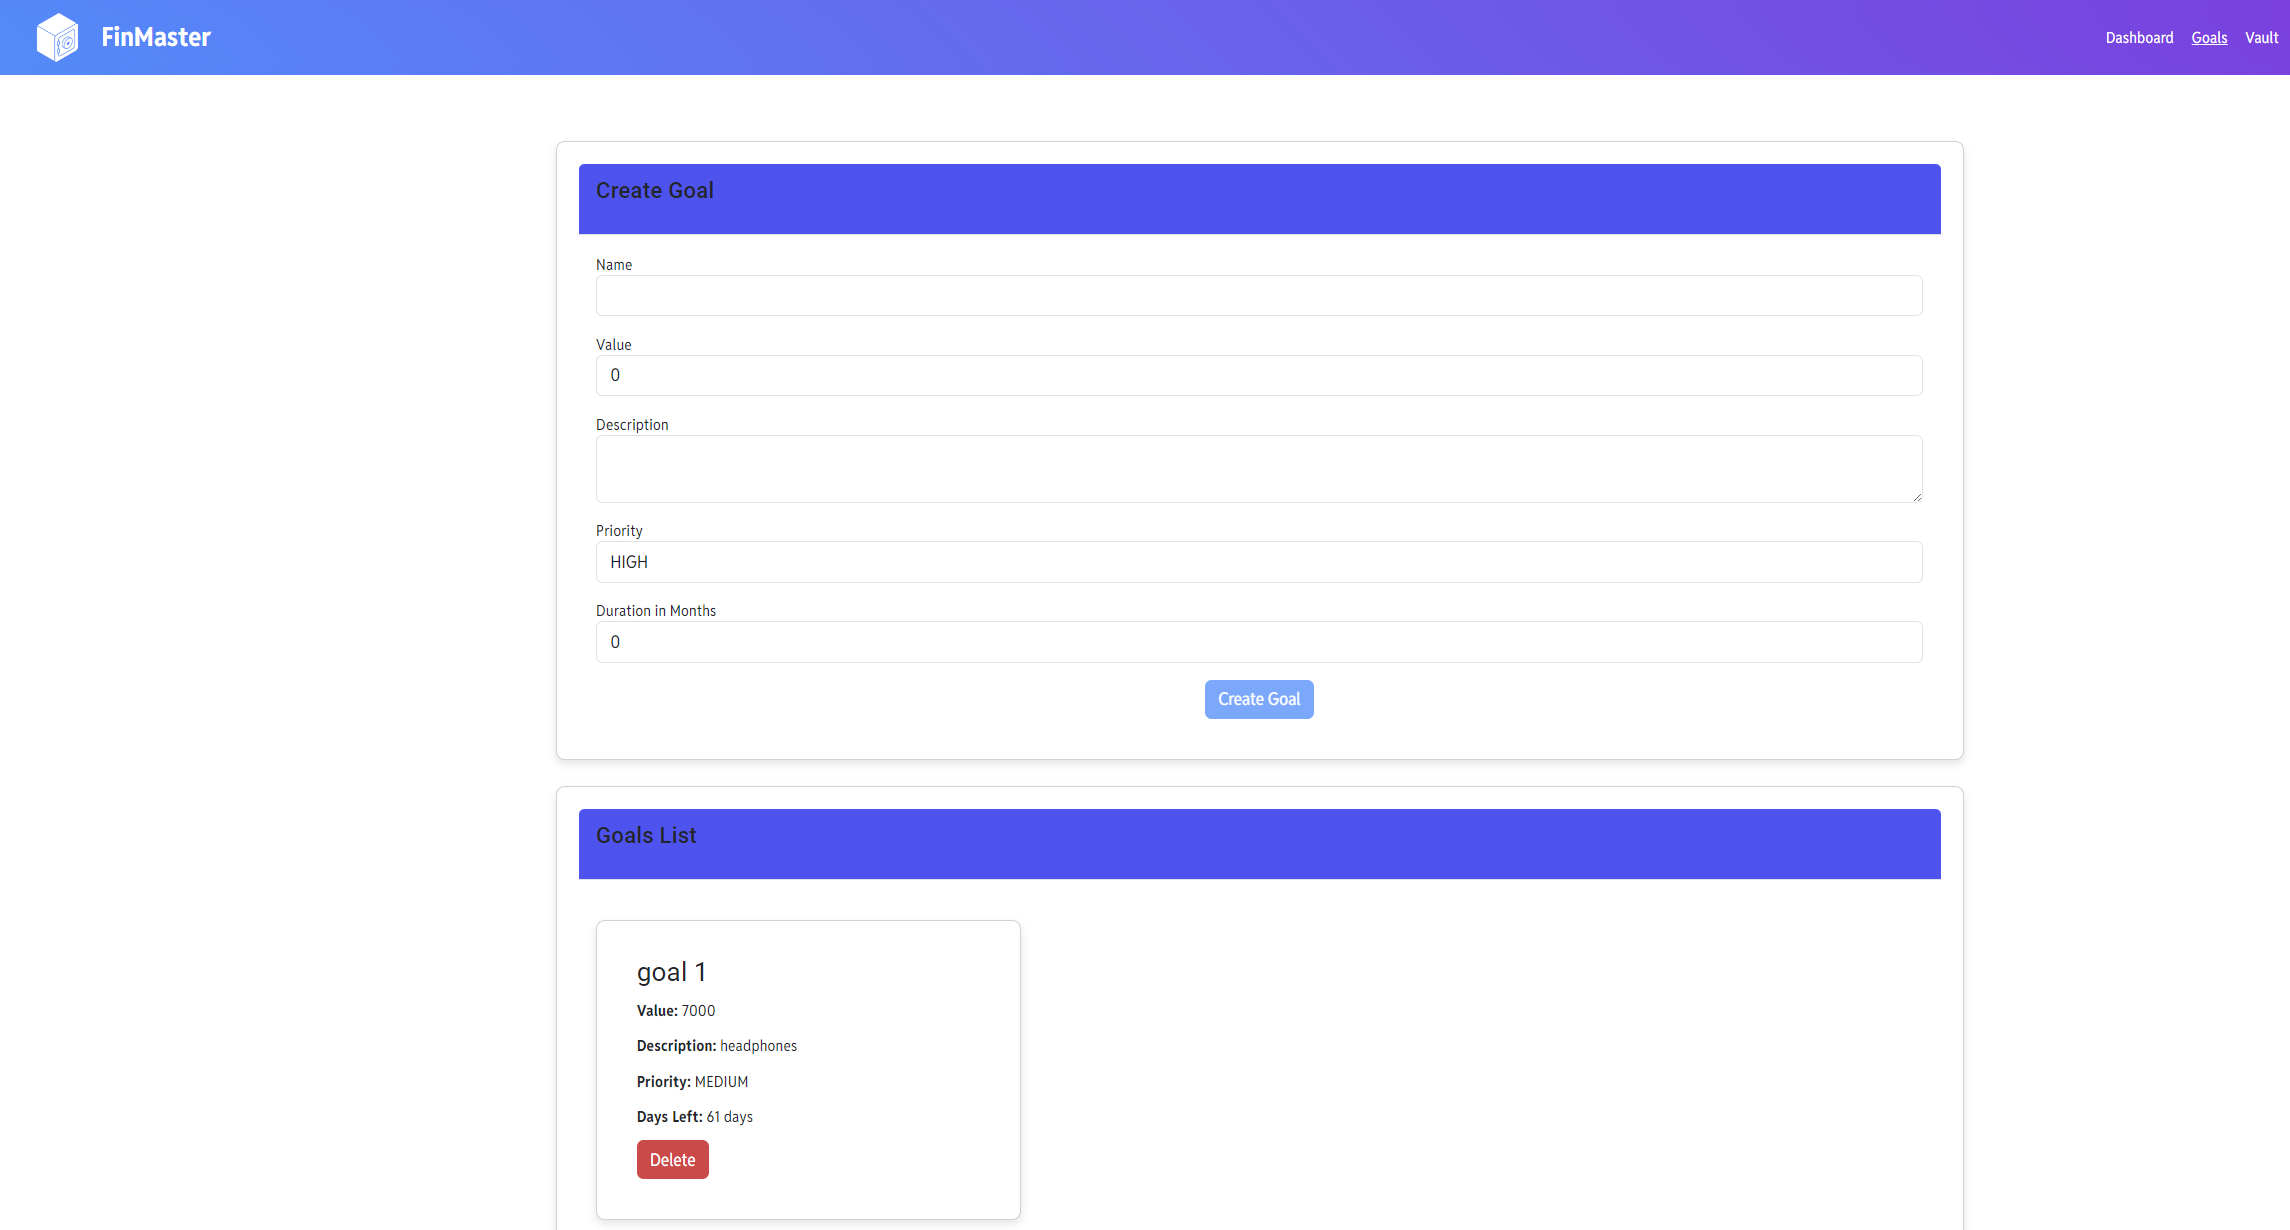 FinMaster
Dashboard Goals Vault
Create Goal
Name
Value
0
Description
Priority
HIGH
Duration in Months
0
Create Goal
Goals List
goal 1
Value: 7000
Description: headphones
Priority: MEDIUM
Days Left: 61 days
Delete